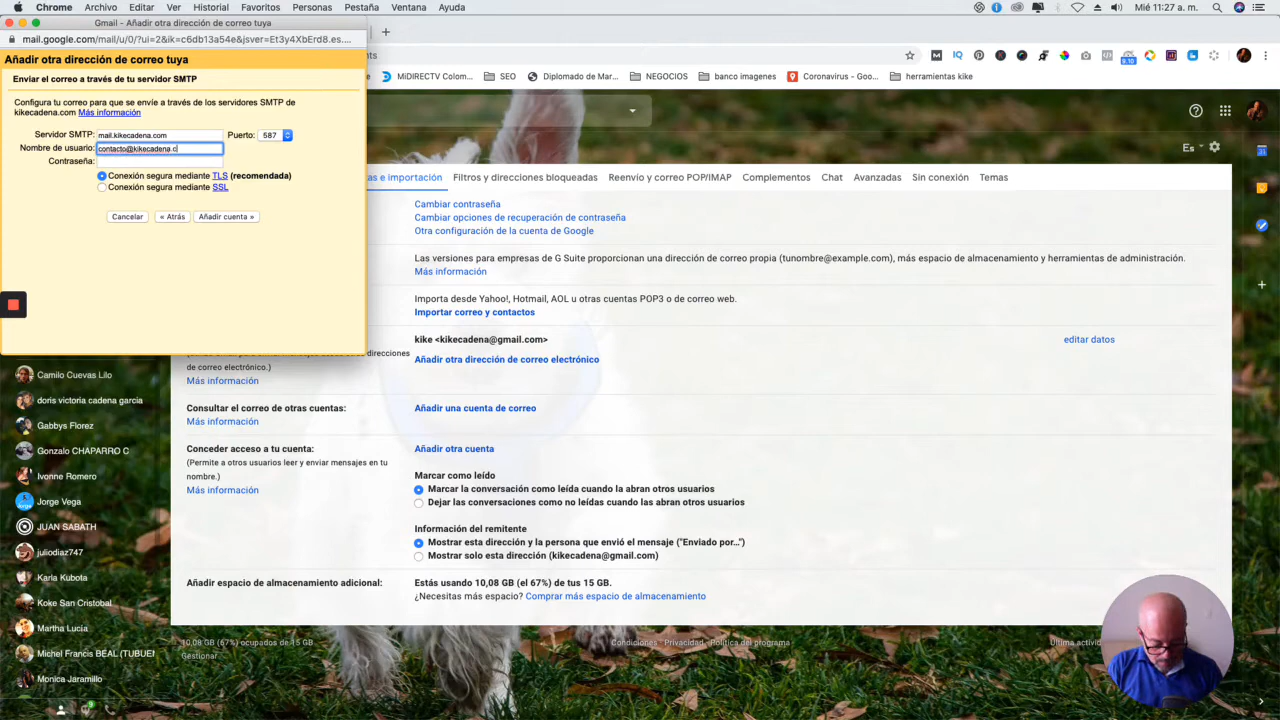 Chrome Archivo Editar Ver Historial Favoritos Personas Pestaña Ventana Ayuda
Mié 11:27 a. m.
Gmail - Añadir otra dirección de correo tuya
mail.google.com/mail/u/0/?ui=2&ik=c6db13a54e&jsver=Et3y4XbErd8.es....
Añadir otra dirección de correo tuya
Enviar el correo a través de tu servidor SMTP
Configura tu correo para que se envíe a través de los servidores SMTP de
kikecadena.com Más información
Servidor SMTP: mail.kikecadena.com Puerto: 587
Nombre de usuario: contacto@kikecadena.c
Contraseña:
Conexión segura mediante TLS (recomendada)
Conexión segura mediante SSL
Cancelar « Atrás Añadir cuenta »
MiDIRECTV Colom... SEO Diplomado de Mar... NEGOCIOS banco imagenes Coronavirus - Goo... herramientas kike
9.10
Es
as e importación Filtros y direcciones bloqueadas Reenvío y correo POP/IMAP Complementos Chat Avanzadas Sin conexión Temas
Cambiar contraseña
Cambiar opciones de recuperación de contraseña
Otra configuración de la cuenta de Google
Las versiones para empresas de G Suite proporcionan una dirección de correo propia (tunombre@example.com), más espacio de almacenamiento y herramientas de administración.
Más información
Importa desde Yahoo!, Hotmail, AOL u otras cuentas POP3 o de correo web.
Importar correo y contactos
kike <kikecadena@gmail.com> editar datos
direcciones
de correo electrónico.)
Añadir otra dirección de correo electrónico
Más información
Consultar el correo de otras cuentas: Añadir una cuenta de correo
Más información
Conceder acceso a tu cuenta: Añadir otra cuenta
(Permite a otros usuarios leer y enviar mensajes en tu
nombre.)
Más información
Marcar como leído
Marcar la conversación como leída cuando la abran otros usuarios
Dejar las conversaciones como no leídas cuando las abran otros usuarios
Información del remitente
Mostrar esta dirección y la persona que envió el mensaje ("Enviado por...")
Mostrar solo esta dirección (kikecadena@gmail.com)
Añadir espacio de almacenamiento adicional: Estás usando 10,08 GB (el 67%) de tus 15 GB.
¿Necesitas más espacio? Comprar más espacio de almacenamiento
Camilo Cuevas Lilo
doris victoria cadena garcia
Gabbys Florez
Gonzalo CHAPARRO C
Ivonne Romero
Jorge Vega
JUAN SABATH
juliodiaz747
Karla Kubota
Koke San Cristobal
Martha Lucia
Michel Francis BEAL (TUBUEN
Monica Jaramillo
10,08 GB (67%) ocupados de 15 GB
Gestionar
Condiciones Privacidad Política del programa
Última activid